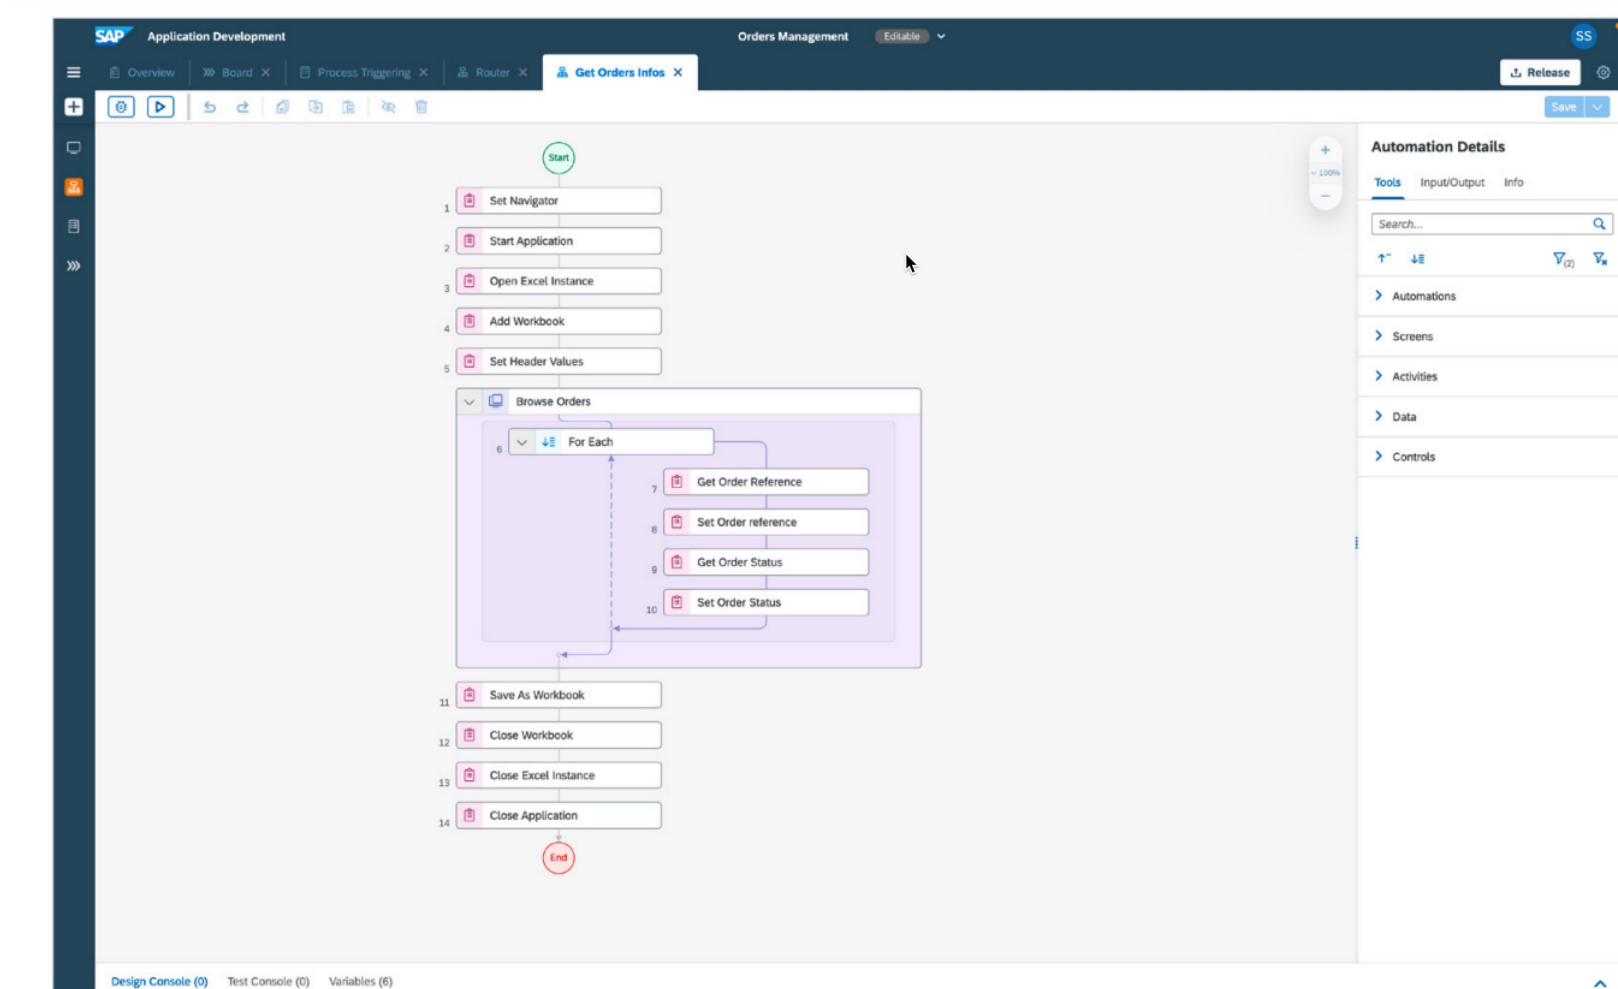 SAP Application Development Orders Management Editable SS
Overview Board Process Triggering Router Get Orders Infos Release
Save
Start
1 Set Navigator
2 Start Application
3 Open Excel Instance
4 Add Workbook
5 Set Header Values
Browse Orders
6 For Each
7 Get Order Reference
8 Set Order reference
9 Get Order Status
10 Set Order Status
11 Save As Workbook
12 Close Workbook
13 Close Excel Instance
14 Close Application
End
100%
Automation Details
Tools Input/Output Info
Search...
(2)
Automations
Screens
Activities
Data
Controls
Design Console (0) Test Console (0) Variables (6)